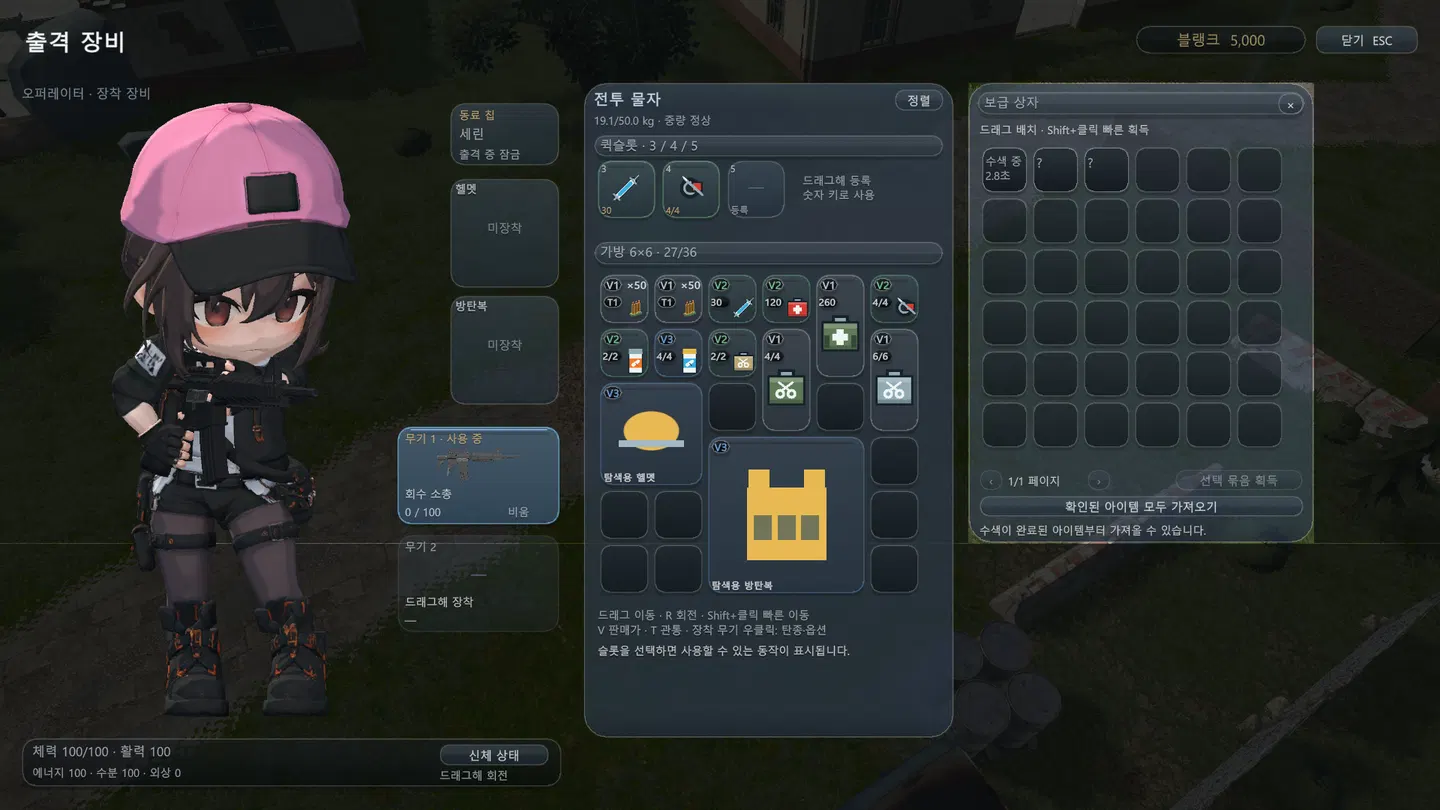 출격 장비
블랭크 5,000
닫기 ESC
오퍼레이터 · 장착 장비
동료 칩
세린
출격 중 잠금
헬멧
미장착
방탄복
미장착
무기 1 · 사용 중
회수 소총
0 / 100
비움
무기 2
—
드래그해 장착
—
전투 물자
정렬
19.1/50.0 kg · 중량 정상
퀵슬롯 · 3 / 4 / 5
3
30
4
4/4
5
—
등록
드래그해 등록
숫자 키로 사용
가방 6×6 · 27/36
V1 ×50
T1
V1 ×50
T1
V2
30
V2
120
V1
260
V2
4/4
V2
2/2
V3
4/4
V2
2/2
V1
4/4
V1
6/6
V3
탐색용 헬멧
V3
탐색용 방탄복
드래그 이동 · R 회전 · Shift+클릭 빠른 이동
V 판매가 · T 관통 · 장착 무기 우클릭: 탄종·옵션
슬롯을 선택하면 사용할 수 있는 동작이 표시됩니다.
보급 상자
×
드래그 배치 · Shift+클릭 빠른 획득
수색 중
2.8초
?
?
‹
1/1 페이지
›
선택 묶음 획득
확인된 아이템 모두 가져오기
수색이 완료된 아이템부터 가져올 수 있습니다.
체력 100/100 · 활력 100
에너지 100 · 수분 100 · 외상 0
신체 상태
드래그해 회전